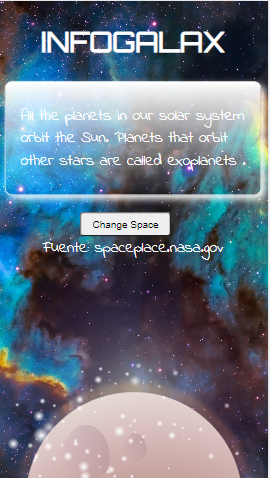 INFOGALAX
All the planets in our solar system
orbit the Sun. Planets that orbit
other stars are called exoplanets .
Change Space
Fuente: spaceplace.nasa.gov